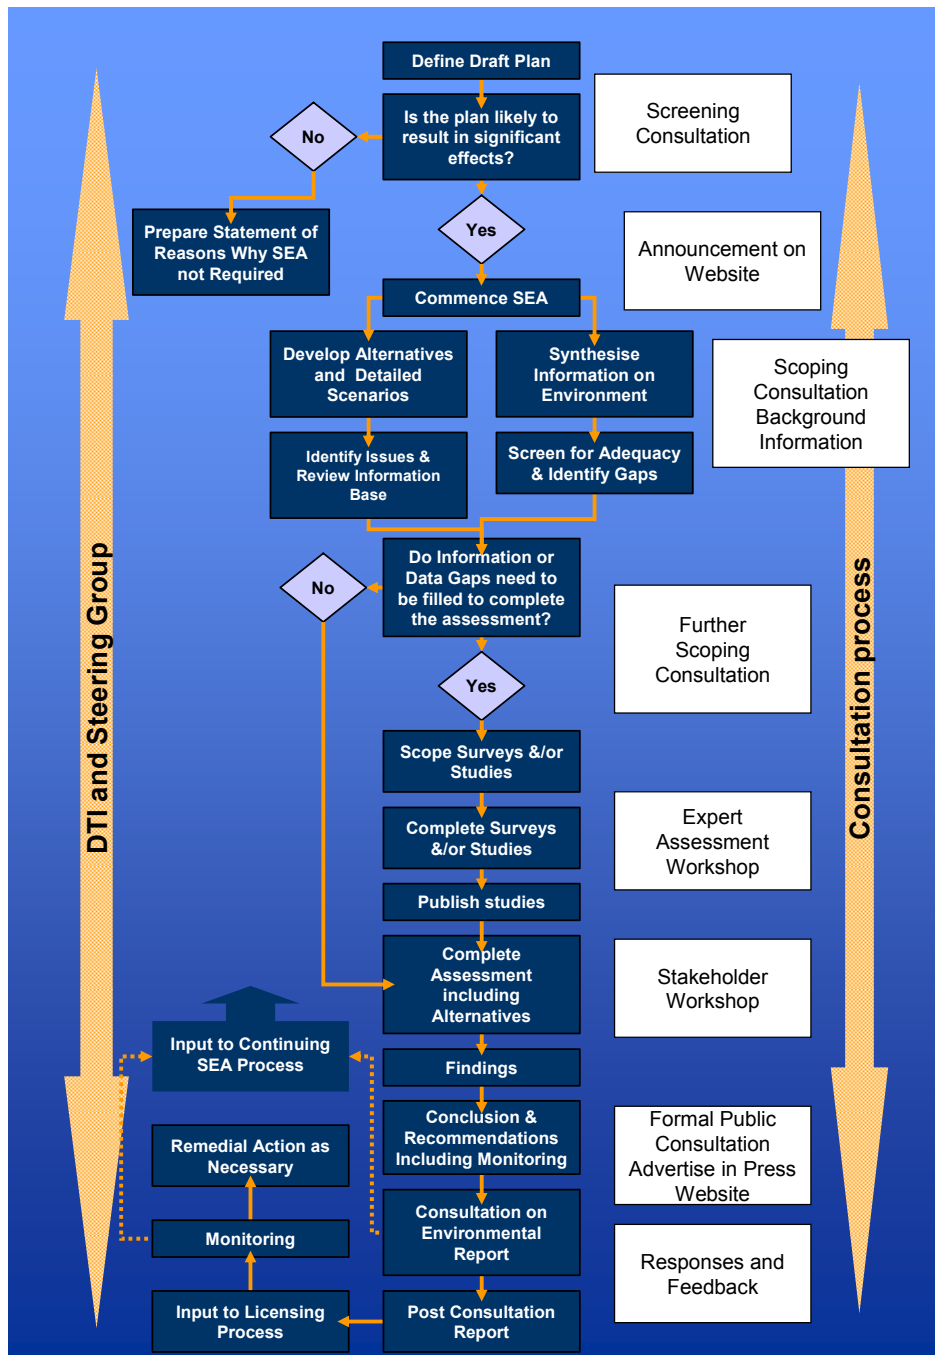 Define Draft Plan
Is the plan likely to
result in significant
effects?
Screening
Consultation
No
Yes
Prepare Statement of
Reasons Why SEA
not Required
Announcement on
Website
Commence SEA
Develop Alternatives
and Detailed
Scenarios
Synthesise
Information on
Environment
Scoping
Consultation
Background
Information
Identify Issues &
Review Information
Base
Screen for Adequacy
& Identify Gaps
Do Information or
Data Gaps need to
be filled to complete
the assessment?
No
Yes
Further
Scoping
Consultation
DTI and Steering Group
Consultation process
Scope Surveys &/or
Studies
Complete Surveys
&/or Studies
Expert
Assessment
Workshop
Publish studies
Complete
Assessment
including
Alternatives
Stakeholder
Workshop
Input to Continuing
SEA Process
Findings
Conclusion &
Recommendations
Including Monitoring
Formal Public
Consultation
Advertise in Press
Website
Remedial Action as
Necessary
Consultation on
Environmental
Report
Monitoring
Responses and
Feedback
Input to Licensing
Process
Post Consultation
Report